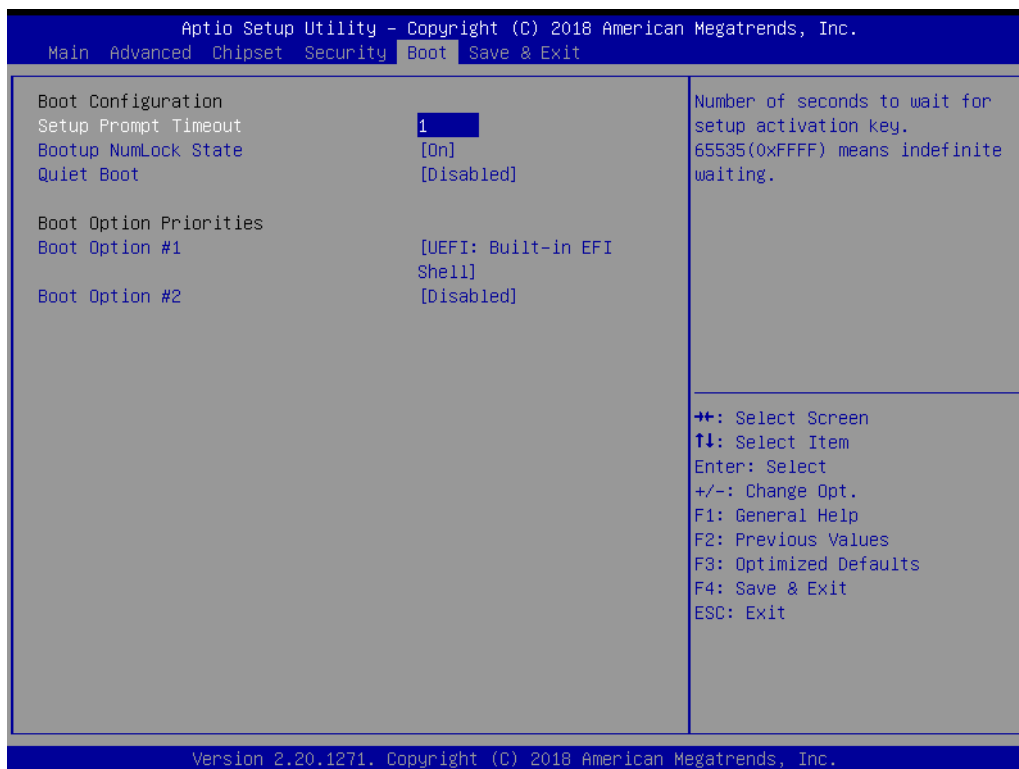 Aptio Setup Utility – Copyright (C) 2018 American Megatrends, Inc.
Main Advanced Chipset Security Boot Save & Exit
Boot Configuration
Setup Prompt Timeout 1
Bootup NumLock State [On]
Quiet Boot [Disabled]
Boot Option Priorities
Boot Option #1 [UEFI: Built-in EFI
Shell]
Boot Option #2 [Disabled]
Number of seconds to wait for
setup activation key.
65535(0xFFFF) means indefinite
waiting.
→←: Select Screen
↑↓: Select Item
Enter: Select
+/-: Change Opt.
F1: General Help
F2: Previous Values
F3: Optimized Defaults
F4: Save & Exit
ESC: Exit
Version 2.20.1271. Copyright (C) 2018 American Megatrends, Inc.